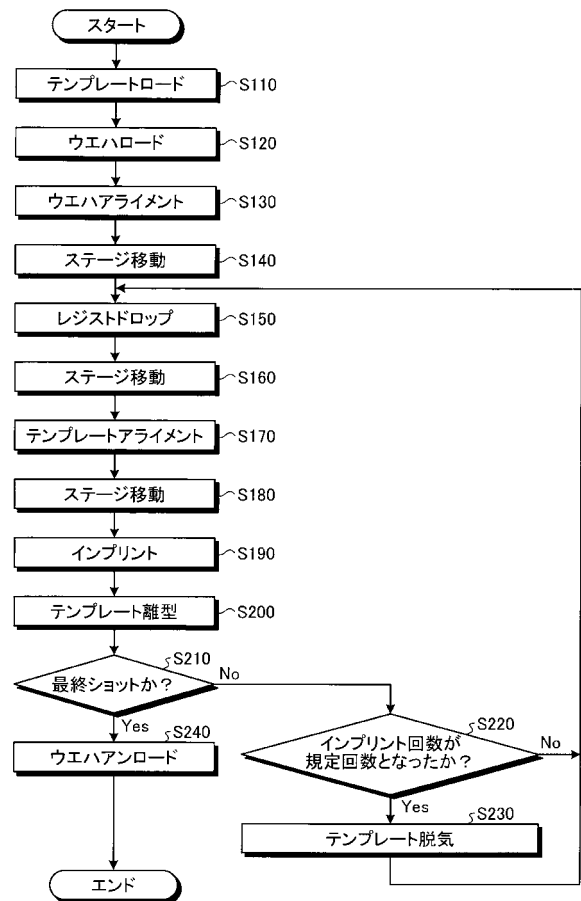 スタート
テンプレートロード
S110
ウエハロード
S120
ウエハアライメント
S130
ステージ移動
S140
レジストドロップ
S150
ステージ移動
S160
テンプレートアライメント
S170
ステージ移動
S180
インプリント
S190
テンプレート離型
S200
S210
最終ショットか？
No
Yes
S240
ウエハアンロード
S220
インプリント回数が
規定回数となったか？
No
Yes
S230
テンプレート脱気
エンド